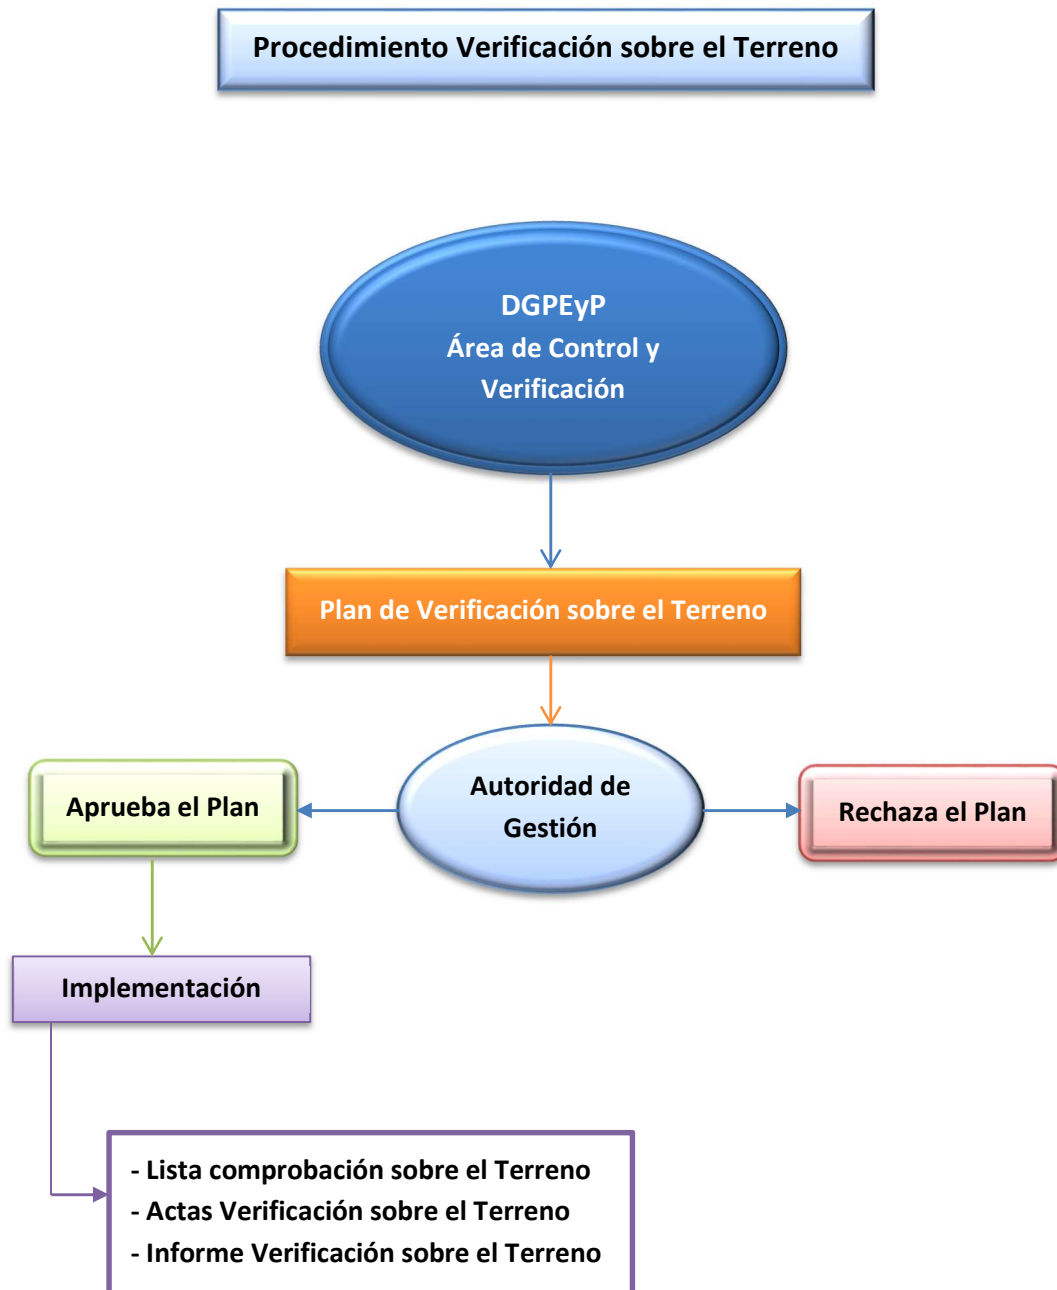 Procedimiento Verificación sobre el Terreno
DGPEyP
Área de Control y
Verificación
Plan de Verificación sobre el Terreno
Autoridad de
Gestión
Aprueba el Plan
Rechaza el Plan
Implementación
- Lista comprobación sobre el Terreno
- Actas Verificación sobre el Terreno
- Informe Verificación sobre el Terreno